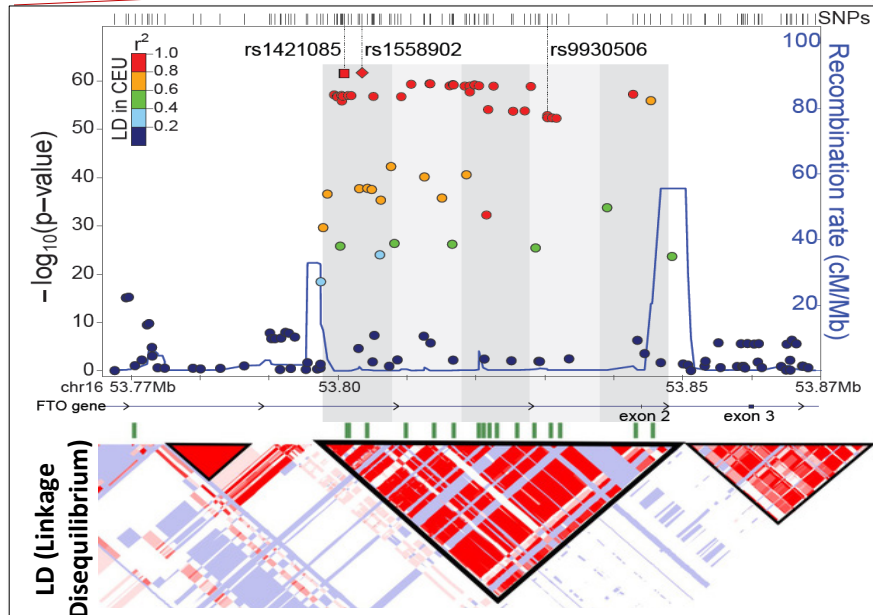 SNPs
rs1421085 rs1558902 rs9930506
r²
1.0
0.8
0.6
0.4
0.2
LD in CEU
−log10(p−value)
60
50
40
30
20
10
0
100
80
60
40
20
Recombination rate (cM/Mb)
chr16 53.77Mb 53.80 53.85 53.87Mb
FTO gene
exon 2 exon 3
LD (Linkage
Disequilibrium)